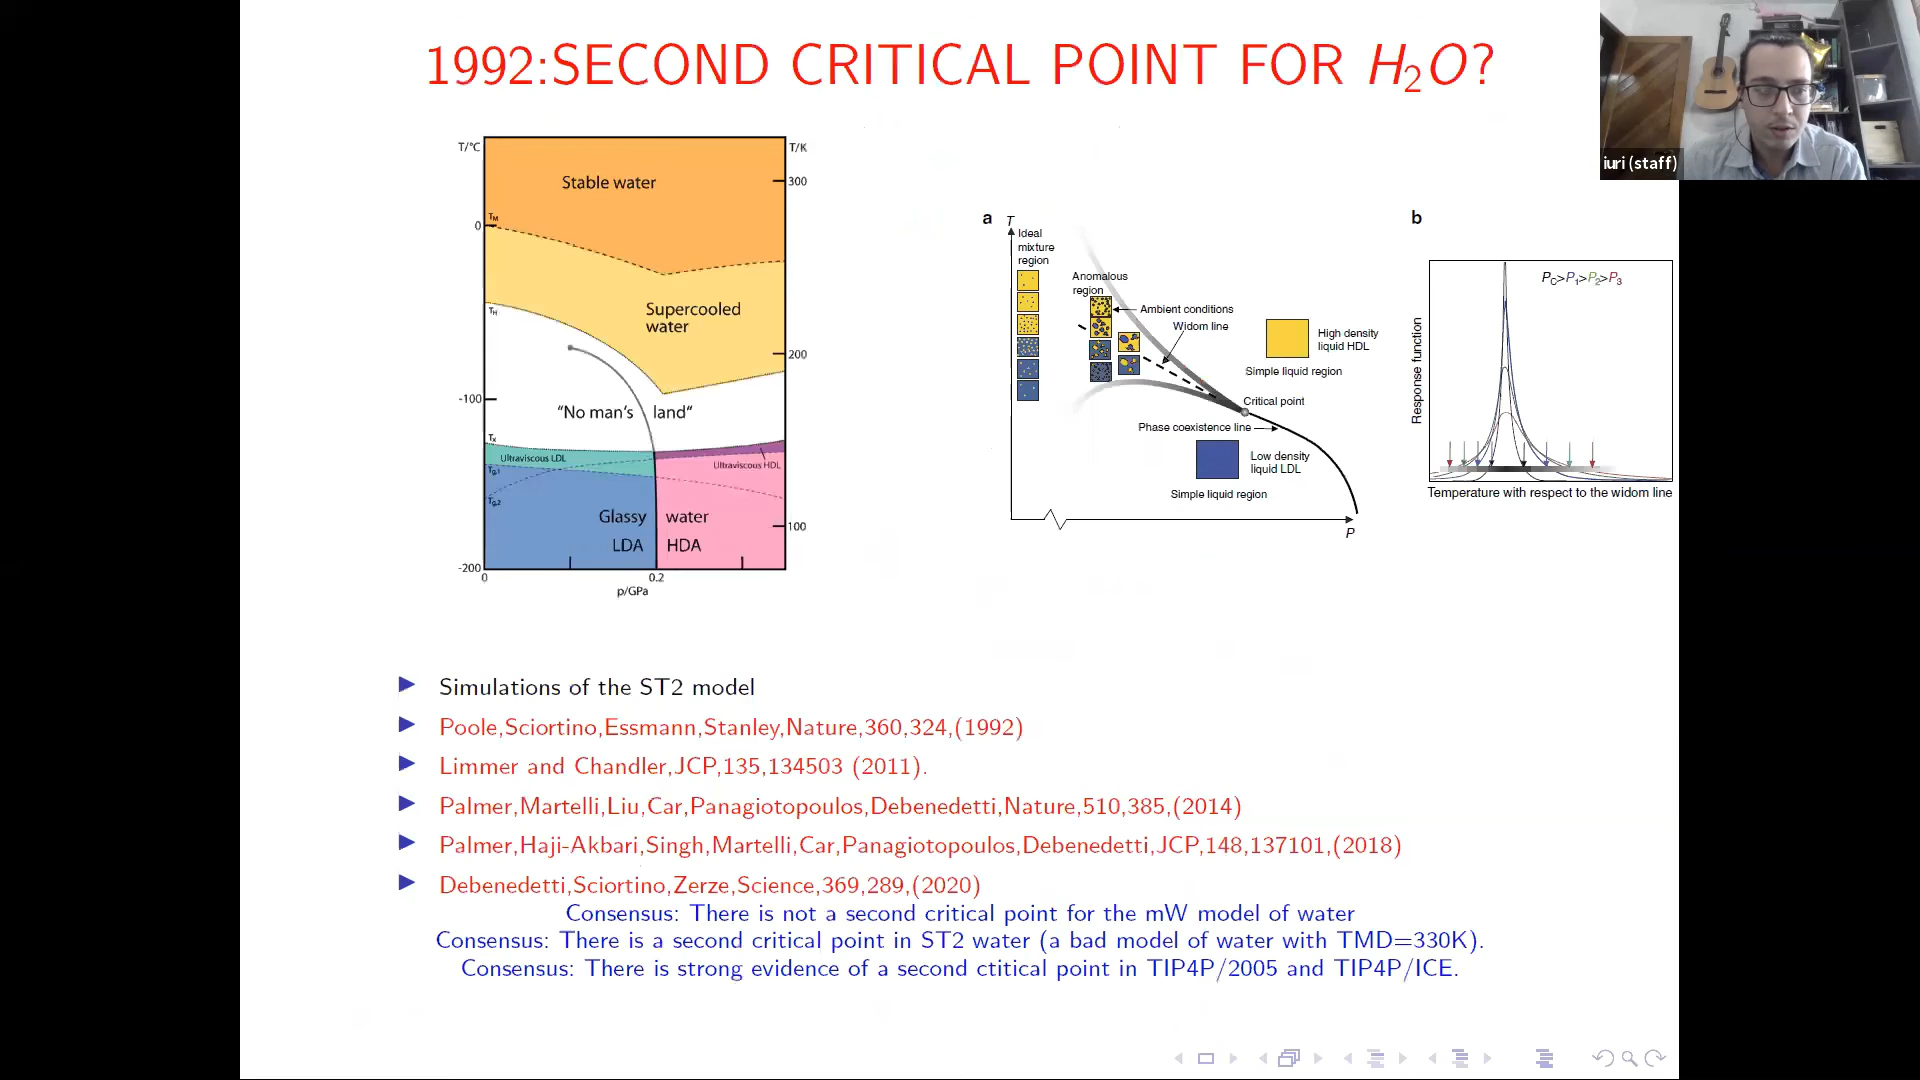 1992:SECOND CRITICAL POINT FOR H2O?
iuri (staff)
T/°C
T/K
Stable water
300
TM
0
Supercooled
water
TH
200
-100
"No man's land"
Tx
Ultraviscous LDL
Ultraviscous HDL
Tg,1
Tg,2
Glassy water
LDA HDA
100
-200
0
0.2
p/GPa
a
T
Ideal
mixture
region
Anomalous
region
Ambient conditions
Widom line
High density
liquid HDL
Simple liquid region
Critical point
Phase coexistence line
Low density
liquid LDL
Simple liquid region
P
b
PC>P1>P2>P3
Response function
Temperature with respect to the widom line
Simulations of the ST2 model
Poole,Sciortino,Essmann,Stanley,Nature,360,324,(1992)
Limmer and Chandler,JCP,135,134503 (2011).
Palmer,Martelli,Liu,Car,Panagiotopoulos,Debenedetti,Nature,510,385,(2014)
Palmer,Haji-Akbari,Singh,Martelli,Car,Panagiotopoulos,Debenedetti,JCP,148,137101,(2018)
Debenedetti,Sciortino,Zerze,Science,369,289,(2020)
Consensus: There is not a second critical point for the mW model of water
Consensus: There is a second critical point in ST2 water (a bad model of water with TMD=330K).
Consensus: There is strong evidence of a second ctitical point in TIP4P/2005 and TIP4P/ICE.